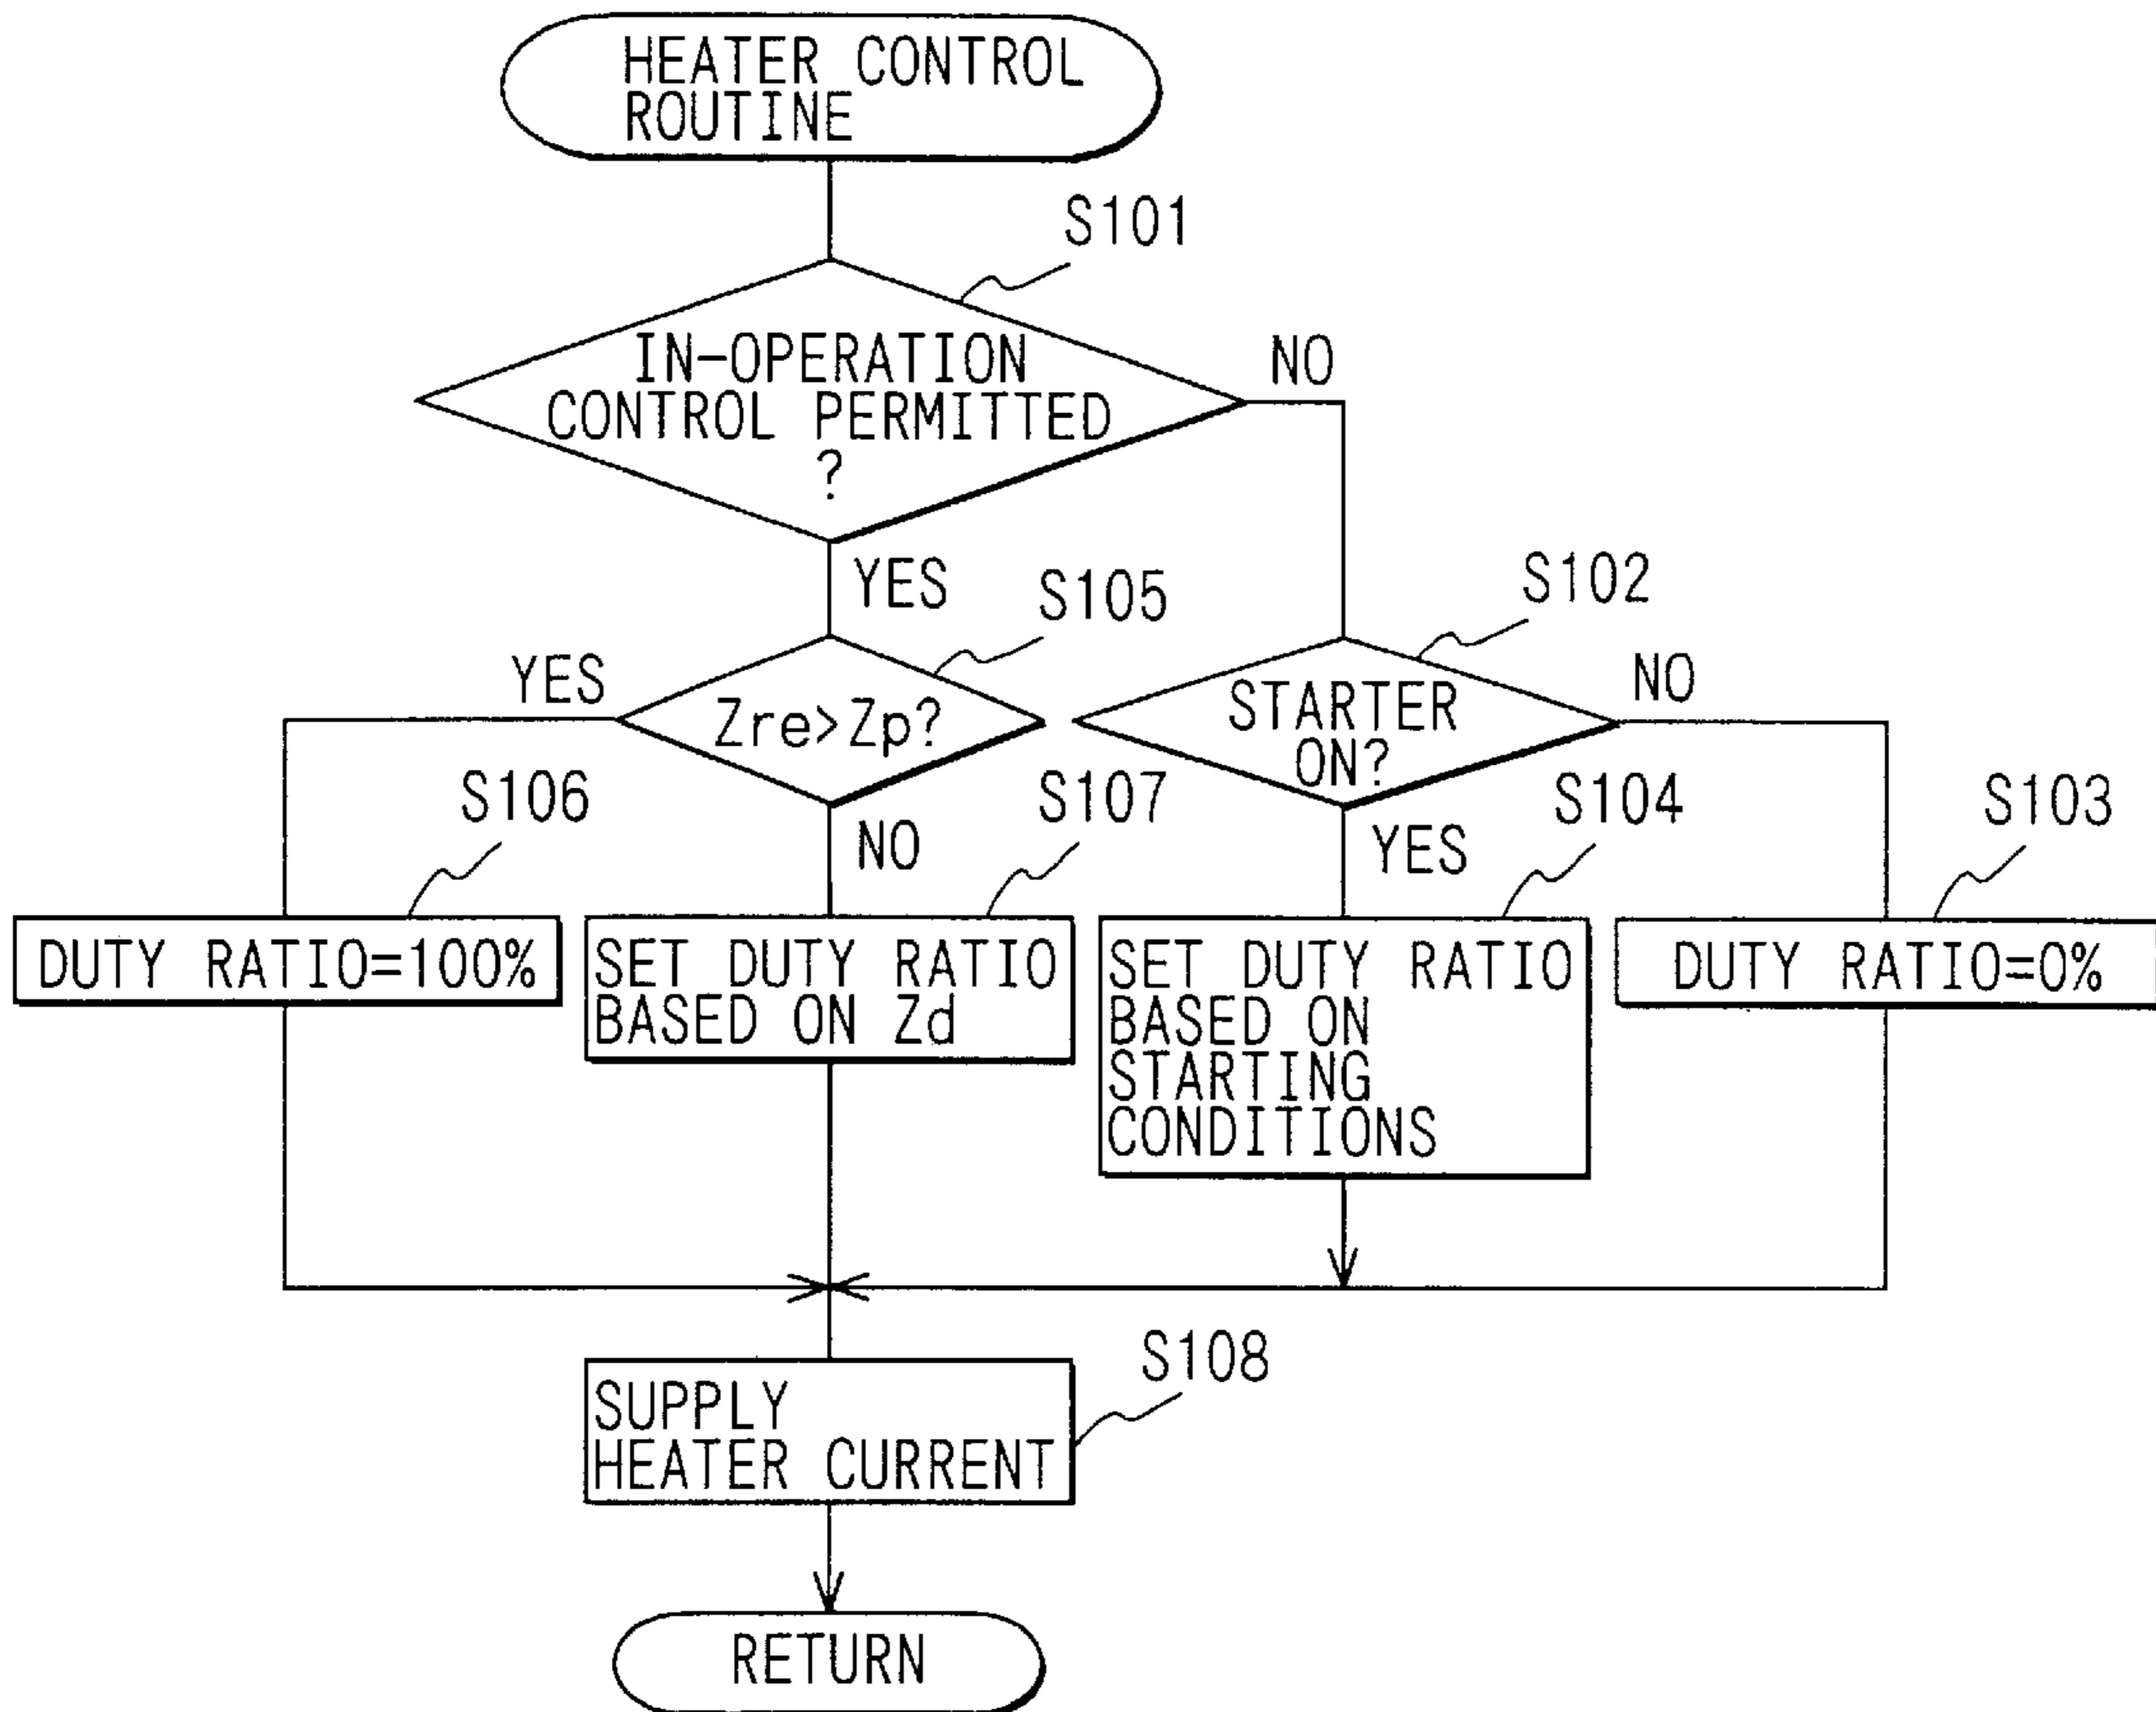 HEATER CONTROL
ROUTINE
S101
IN-OPERATION
CONTROL PERMITTED
?
NO
YES
S105
S102
YES
Zre>Zp?
STARTER
ON?
NO
S106
NO
S107
YES
S104
S103
DUTY RATIO=100%
SET DUTY RATIO
BASED ON Zd
SET DUTY RATIO
BASED ON
STARTING
CONDITIONS
DUTY RATIO=0%
S108
SUPPLY
HEATER CURRENT
RETURN